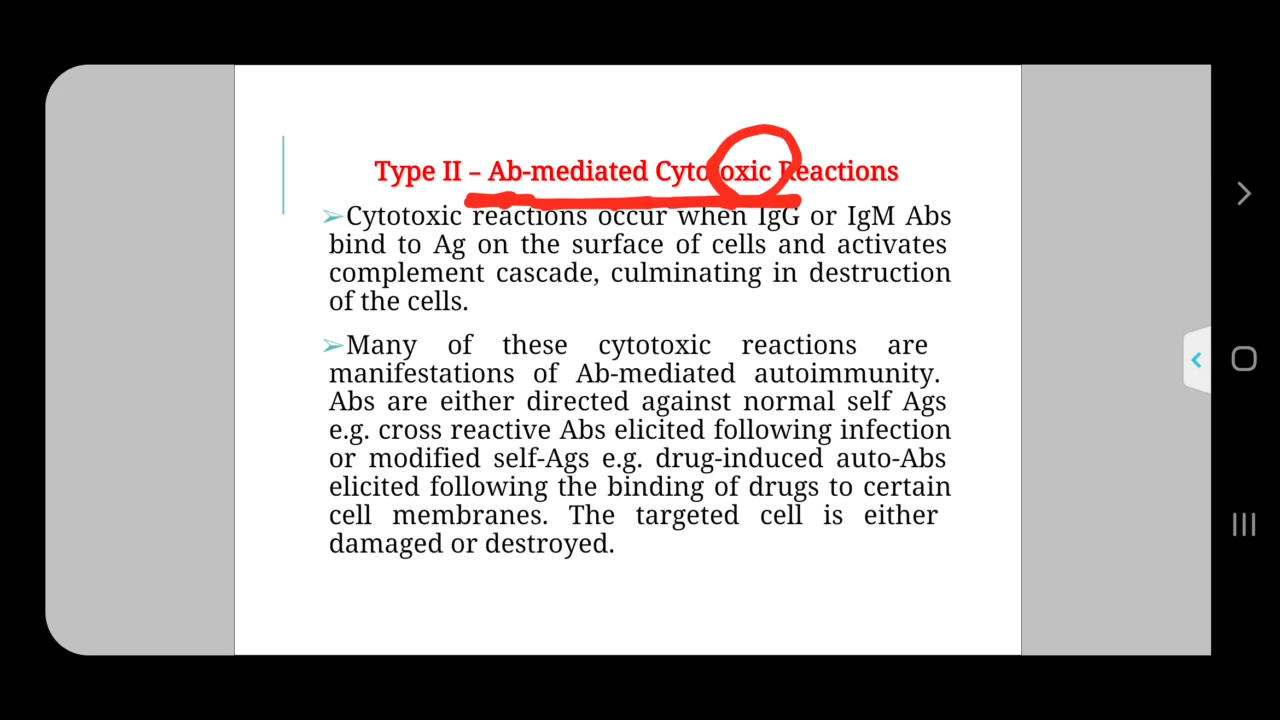 Type II – Ab-mediated Cytotoxic Reactions
➢Cytotoxic reactions occur when IgG or IgM Abs
bind to Ag on the surface of cells and activates
complement cascade, culminating in destruction
of the cells.
➢Many of these cytotoxic reactions are
manifestations of Ab-mediated autoimmunity.
Abs are either directed against normal self Ags
e.g. cross reactive Abs elicited following infection
or modified self-Ags e.g. drug-induced auto-Abs
elicited following the binding of drugs to certain
cell membranes. The targeted cell is either
damaged or destroyed.